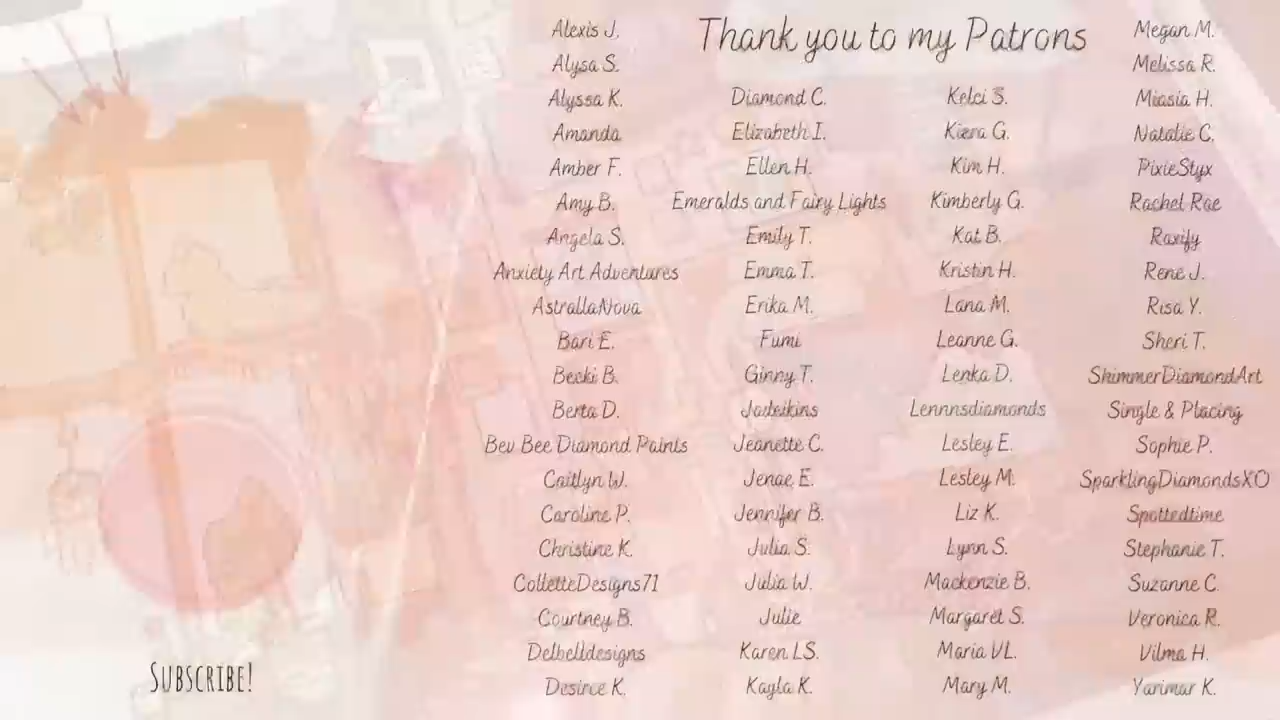 Thank you to my Patrons
Alexis J.
Alysa S.
Alyssa K.
Amanda
Amber F.
Amy B.
Angela S.
Anxiety Art Adventures
AstrallaNova
Bari E.
Becki B.
Berta D.
Bev Bee Diamond Paints
Caitlyn W.
Caroline P.
Christine K.
ColletteDesigns71
Courtney B.
Delbelldesigns
Desiree K.
Diamond C.
Elizabeth I.
Ellen H.
Emeralds and Fairy Lights
Emily T.
Emma T.
Erika M.
Fumi
Ginny T.
Jadeikins
Jeanette C.
Jenae E.
Jennifer B.
Julia S.
Julia W.
Julie
Karen LS.
Kayla K.
Kelci S.
Kiera G.
Kim H.
Kimberly G.
Kat B.
Kristin H.
Lana M.
Leanne G.
Lenka D.
Lennnsdiamonds
Lesley E.
Lesley M.
Liz K.
Lynn S.
Mackenzie B.
Margaret S.
Maria VL.
Mary M.
Megan M.
Melissa R.
Miasia H.
Natalie C.
PixieStyx
Rachel Rae
Raxify
Rene J.
Risa Y.
Sheri T.
ShimmerDiamondArt
Single & Placing
Sophie P.
SparklingDiamondsXO
Spottedtime
Stephanie T.
Suzanne C.
Veronica R.
Vilma H.
Yarimar K.
Subscribe!